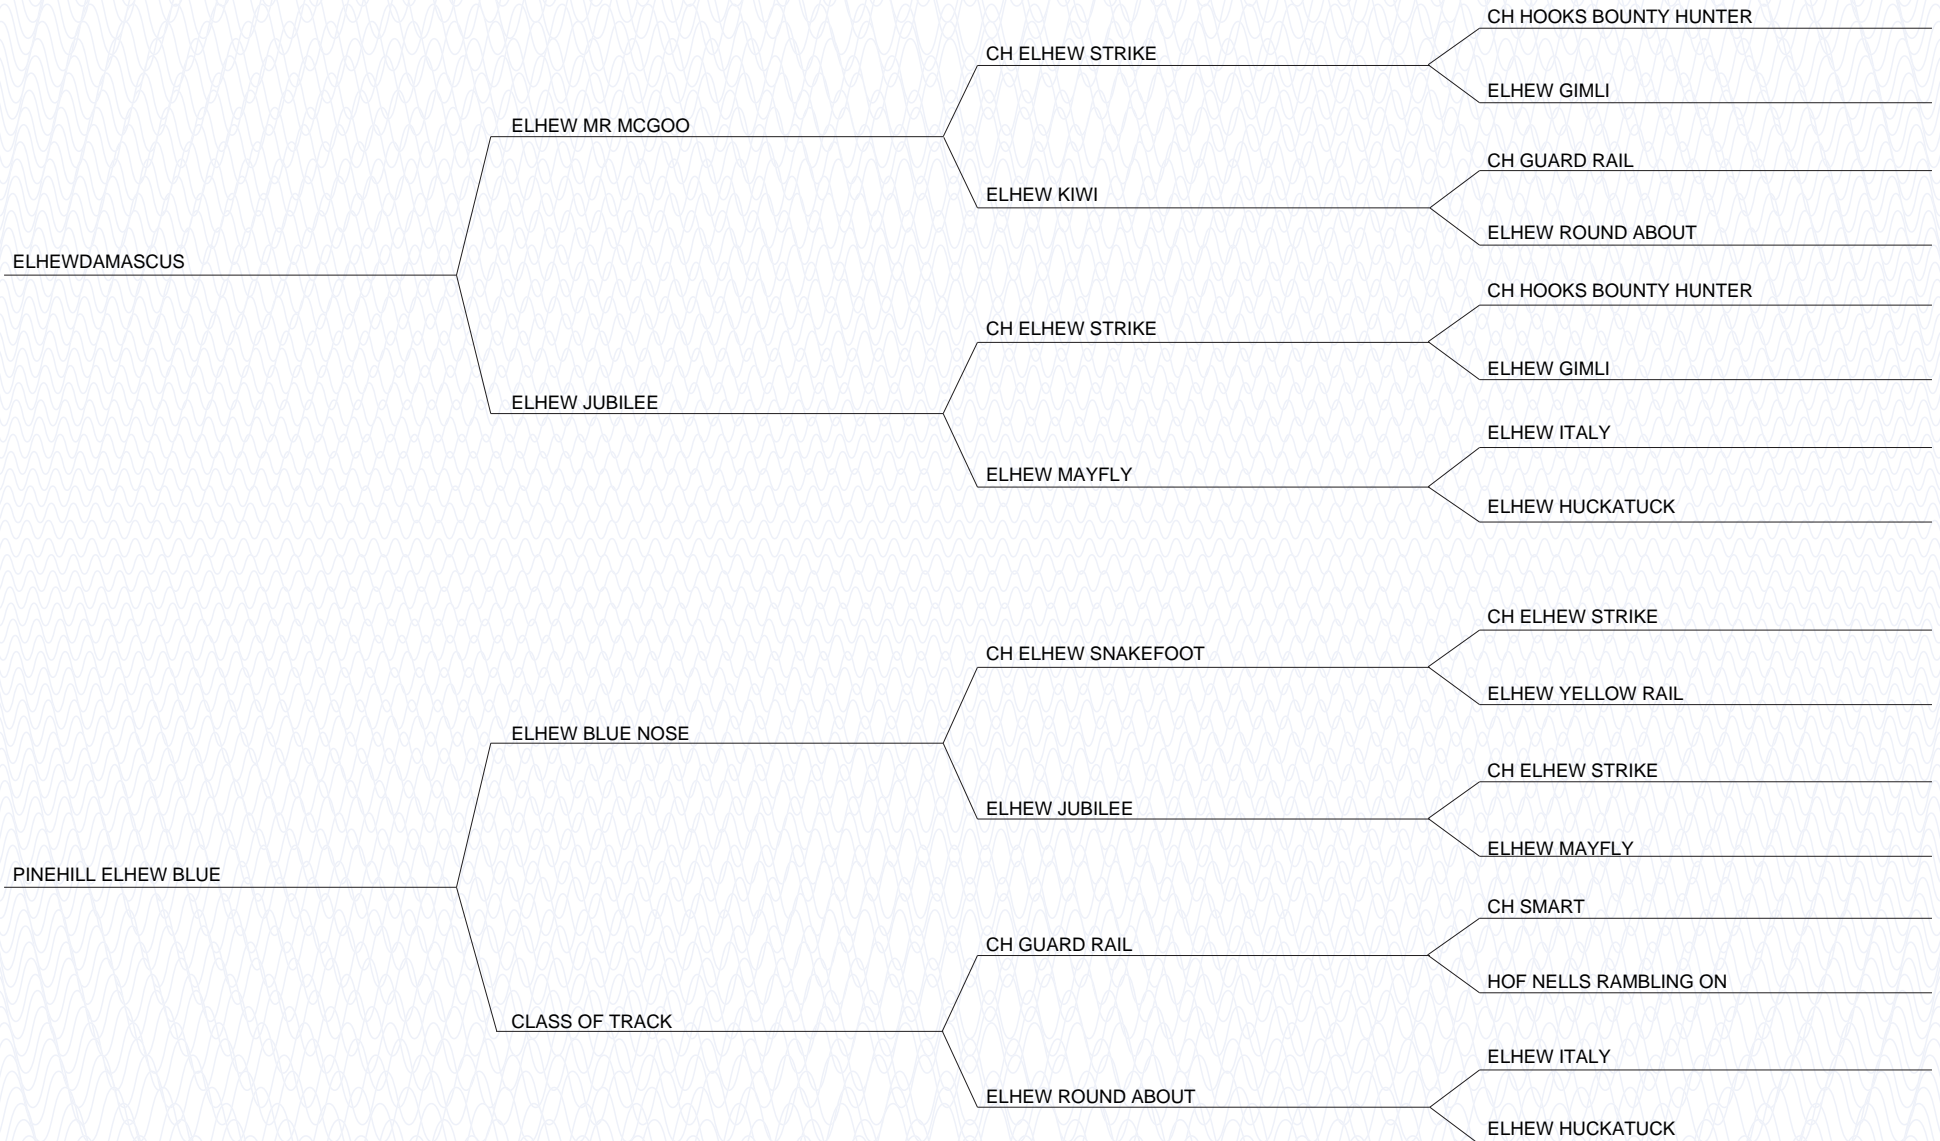 CH HOOKS BOUNTY HUNTER
CH ELHEW STRIKE
ELHEW GIMLI
ELHEW MR MCGOO
CH GUARD RAIL
ELHEW KIWI
ELHEW ROUND ABOUT
ELHEWDAMASCUS
CH HOOKS BOUNTY HUNTER
CH ELHEW STRIKE
ELHEW GIMLI
ELHEW JUBILEE
ELHEW ITALY
ELHEW MAYFLY
ELHEW HUCKATUCK
CH ELHEW STRIKE
CH ELHEW SNAKEFOOT
ELHEW YELLOW RAIL
ELHEW BLUE NOSE
CH ELHEW STRIKE
ELHEW JUBILEE
ELHEW MAYFLY
PINEHILL ELHEW BLUE
CH SMART
CH GUARD RAIL
HOF NELLS RAMBLING ON
CLASS OF TRACK
ELHEW ITALY
ELHEW ROUND ABOUT
ELHEW HUCKATUCK